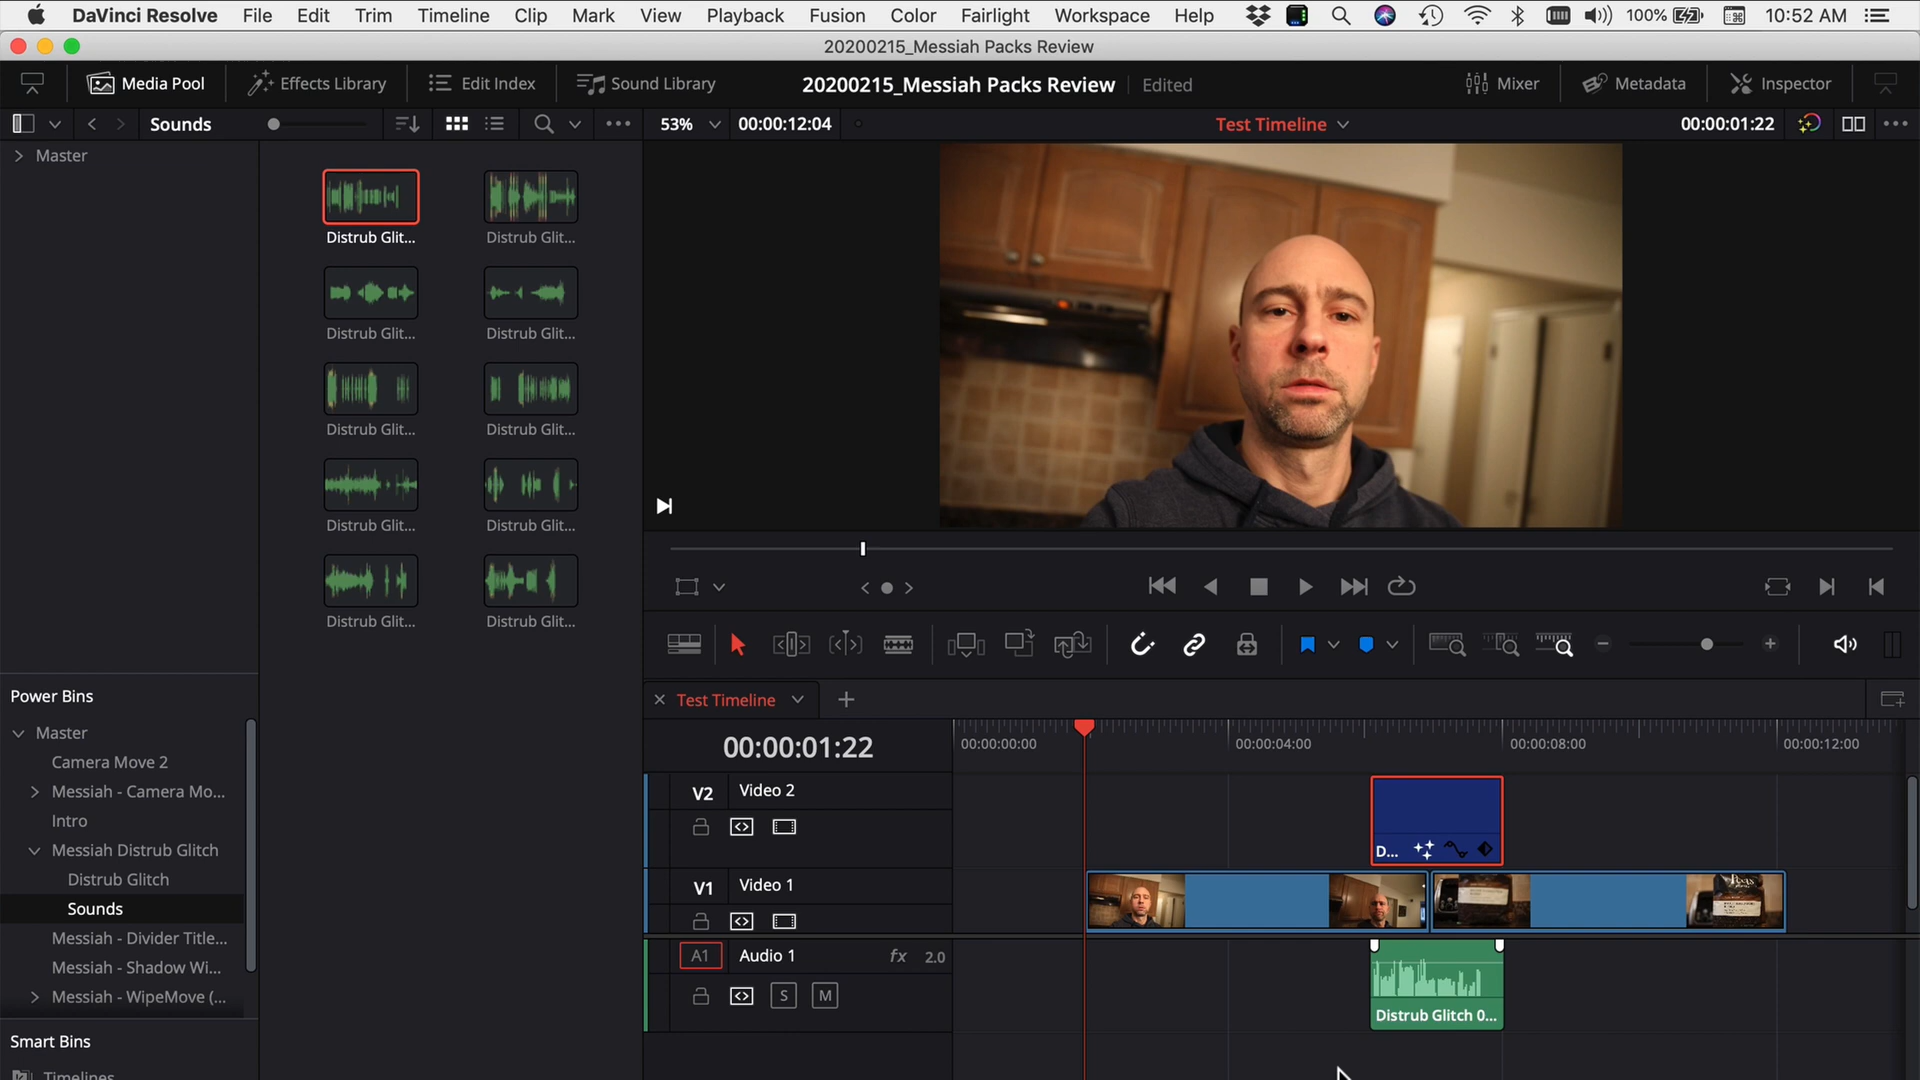 DaVinci Resolve File Edit Trim Timeline Clip Mark View Playback Fusion Color Fairlight Workspace Help 100% 10:52 AM
20200215_Messiah Packs Review
Media Pool Effects Library Edit Index Sound Library 20200215_Messiah Packs Review Edited Mixer Metadata Inspector
Sounds 53% 00:00:12:04 Test Timeline 00:00:01:22
Master
Distrub Glit... Distrub Glit...
Distrub Glit... Distrub Glit...
Distrub Glit... Distrub Glit...
Distrub Glit... Distrub Glit...
Distrub Glit... Distrub Glit...
Power Bins
Master
Camera Move 2
Messiah - Camera Mo...
Intro
Messiah Distrub Glitch
Distrub Glitch
Sounds
Messiah - Divider Title...
Messiah - Shadow Wi...
Messiah - WipeMove (...
Smart Bins
Timelines
Test Timeline
00:00:01:22 00:00:00:00 00:00:04:00 00:00:08:00 00:00:12:00
V2 Video 2
D...
V1 Video 1
A1 Audio 1 fx 2.0
S M
Distrub Glitch 0...